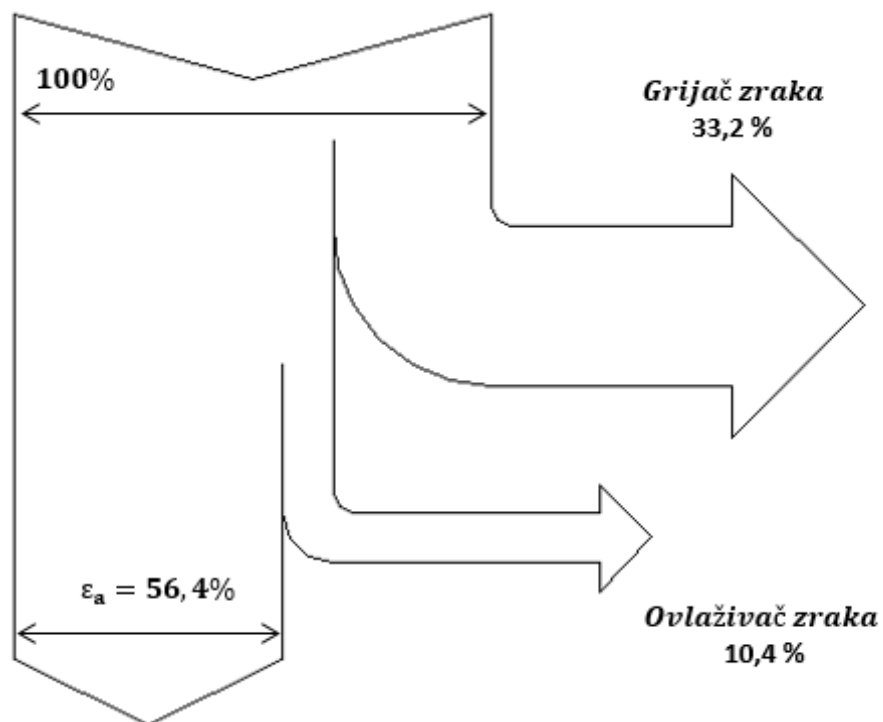 100%
Grijač zraka
33,2 %
εa = 56,4%
Ovlaživač zraka
10,4 %